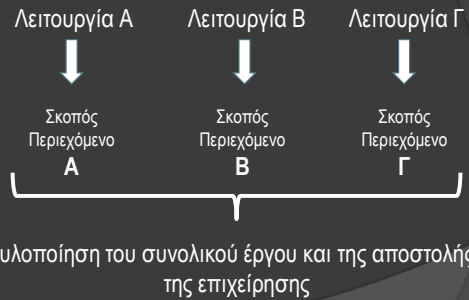 Λειτουργία Α Λειτουργία Β Λειτουργία Γ
Σκοπός Σκοπός Σκοπός
Περιεχόμενο Περιεχόμενο Περιεχόμενο
Α Β Γ
υλοποίηση του συνολικού έργου και της αποστολής
της επιχείρησης